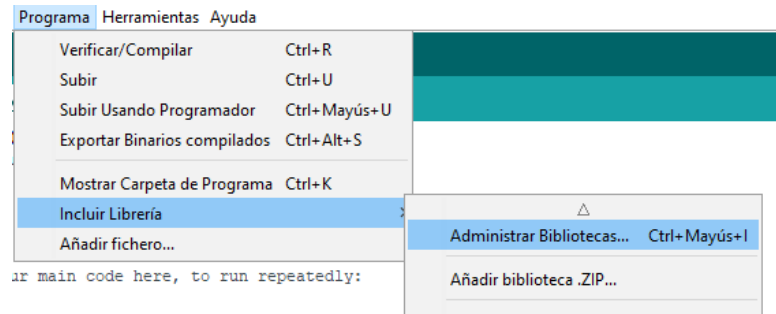 Programa Herramientas Ayuda
Verificar/Compilar Ctrl+R
Subir Ctrl+U
Subir Usando Programador Ctrl+Mayús+U
Exportar Binarios compilados Ctrl+Alt+S
Mostrar Carpeta de Programa Ctrl+K
Incluir Librería
Administrar Bibliotecas... Ctrl+Mayús+I
Añadir fichero...
Añadir biblioteca .ZIP...
main code here, to run repeatedly: